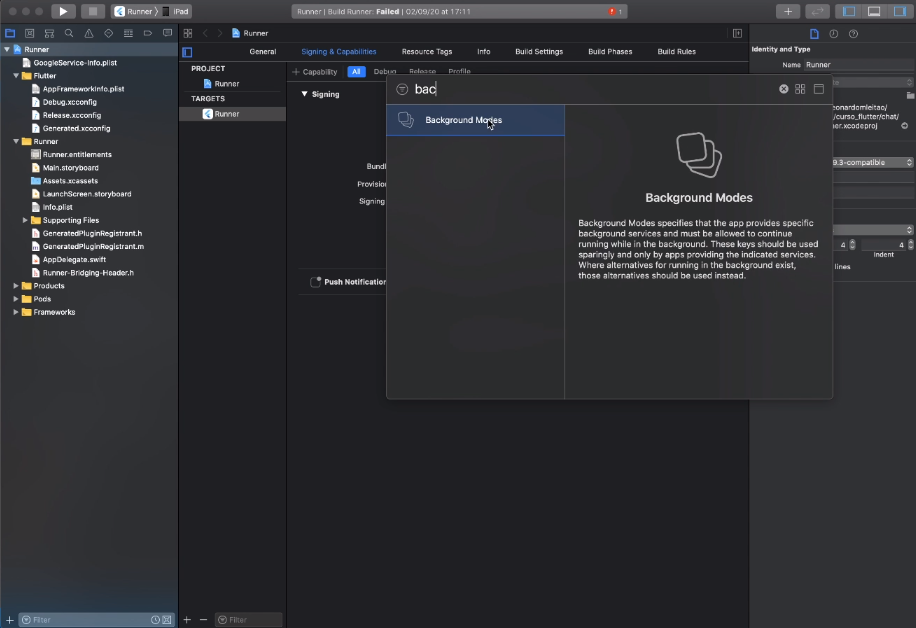 Runner
iPad
Runner | Build Runner: Failed | 02/09/20 at 17:11
1
Runner
Runner
GoogleService-Info.plist
Flutter
AppFrameworkInfo.plist
Debug.xcconfig
Release.xcconfig
Generated.xcconfig
Runner
Runner.entitlements
Main.storyboard
Assets.xcassets
LaunchScreen.storyboard
Info.plist
Supporting Files
GeneratedPluginRegistrant.h
GeneratedPluginRegistrant.m
AppDelegate.swift
Runner-Bridging-Header.h
Products
Pods
Frameworks
Filter
General
Signing & Capabilities
Resource Tags
Info
Build Settings
Build Phases
Build Rules
PROJECT
Runner
TARGETS
Runner
Filter
+ Capability
All
Debug
Release
Profile
Signing
Bundl
Provision
Signing
Push Notification
bac
Background Modes
Background Modes
Background Modes specifies that the app provides specific
background services and must be allowed to continue
running while in the background. These keys should be used
sparingly and only by apps providing the indicated services.
Where alternatives for running in the background exist,
those alternatives should be used instead.
Identity and Type
Name Runner
eonardomleitao/
/curso_flutter/chat/
er.xcodeproj
9.3-compatible
4
4
Indent
lines